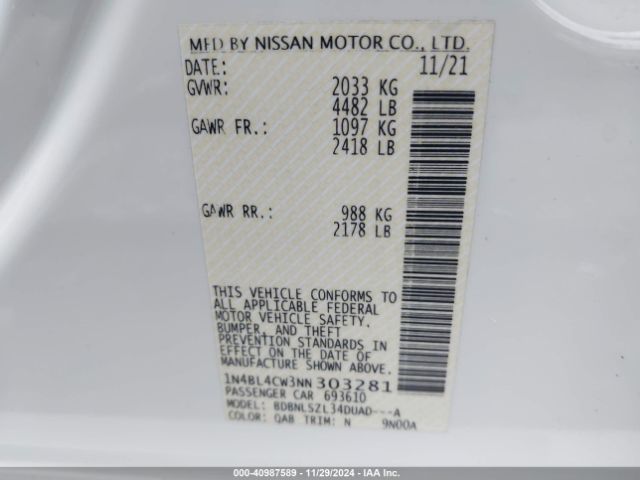 MFD BY NISSAN MOTOR CO., LTD.
DATE: 11/21
GVWR: 2033 KG
4482 LB
GAWR FR.: 1097 KG
2418 LB
GAWR RR.: 988 KG
2178 LB
THIS VEHICLE CONFORMS TO
ALL APPLICABLE FEDERAL
MOTOR VEHICLE SAFETY,
BUMPER, AND THEFT
PREVENTION STANDARDS
IN EFFECT ON THE DATE OF
MANUFACTURE SHOWN ABOVE.
1N4BL4CW3NN303281
PASSENGER CAR 693610
MODEL: BDBNLSZL34DUAD---A
COLOR: QAB TRIM: N 9N00A
000-40987589 - 11/29/2024 - IAA Inc.